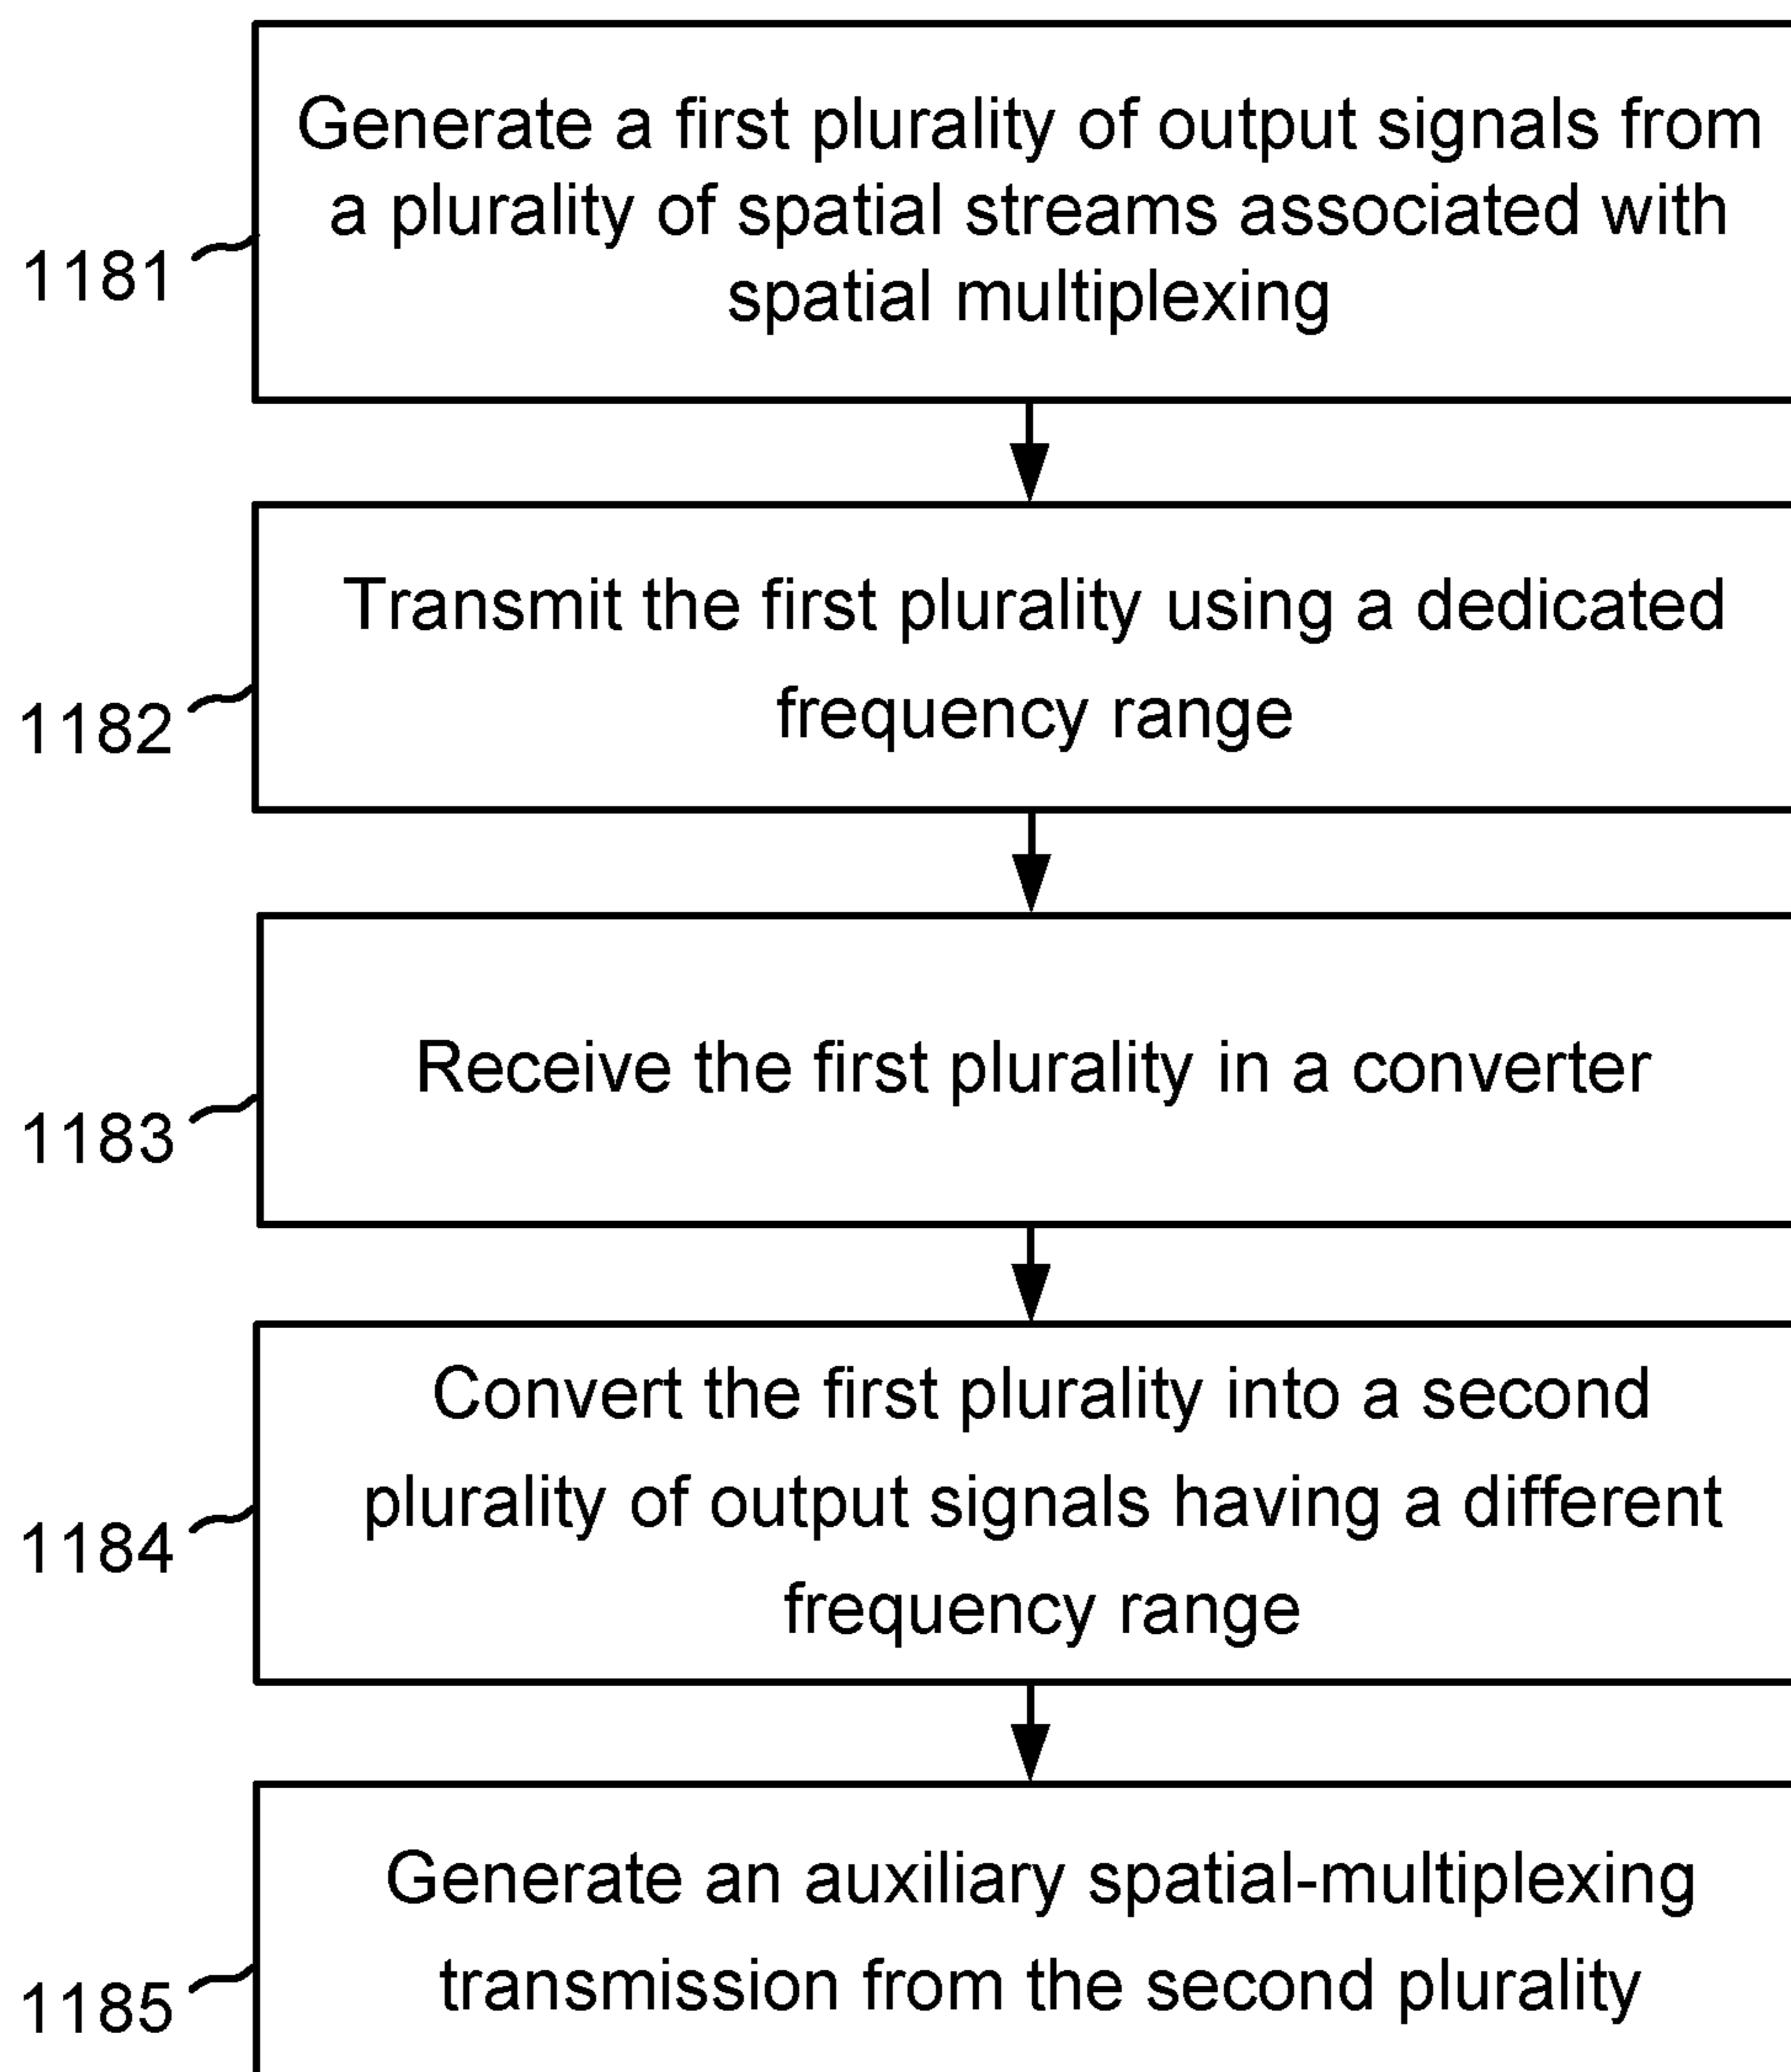 Generate a first plurality of output signals from
a plurality of spatial streams associated with
spatial multiplexing
1181
Transmit the first plurality using a dedicated
frequency range
1182
Receive the first plurality in a converter
1183
Convert the first plurality into a second
plurality of output signals having a different
frequency range
1184
Generate an auxiliary spatial-multiplexing
transmission from the second plurality
1185